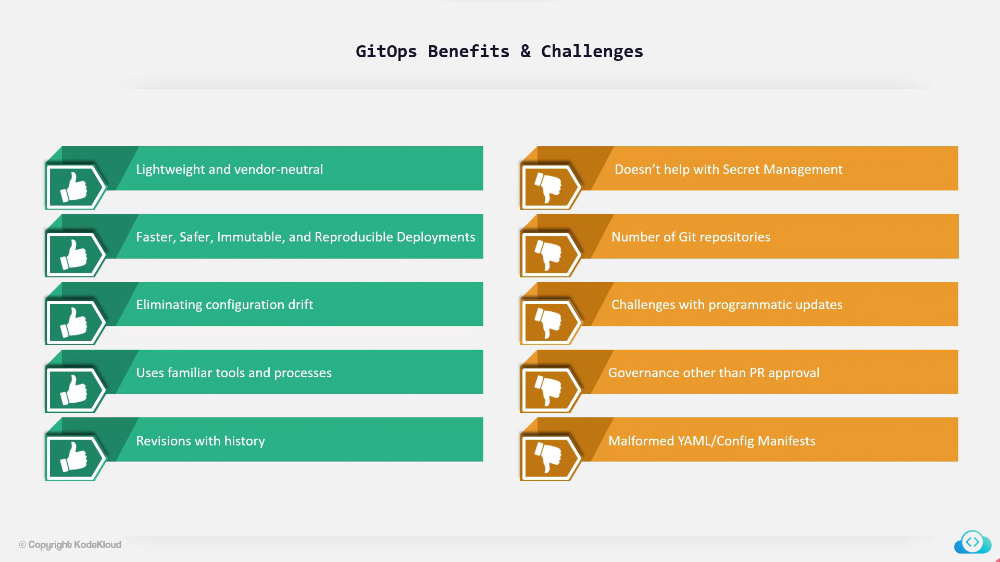 GitOps Benefits & Challenges
Lightweight and vendor-neutral
Faster, Safer, Immutable, and Reproducible Deployments
Eliminating configuration drift
Uses familiar tools and processes
Revisions with history
Doesn’t help with Secret Management
Number of Git repositories
Challenges with programmatic updates
Governance other than PR approval
Malformed YAML/Config Manifests
© Copyright KodeKloud